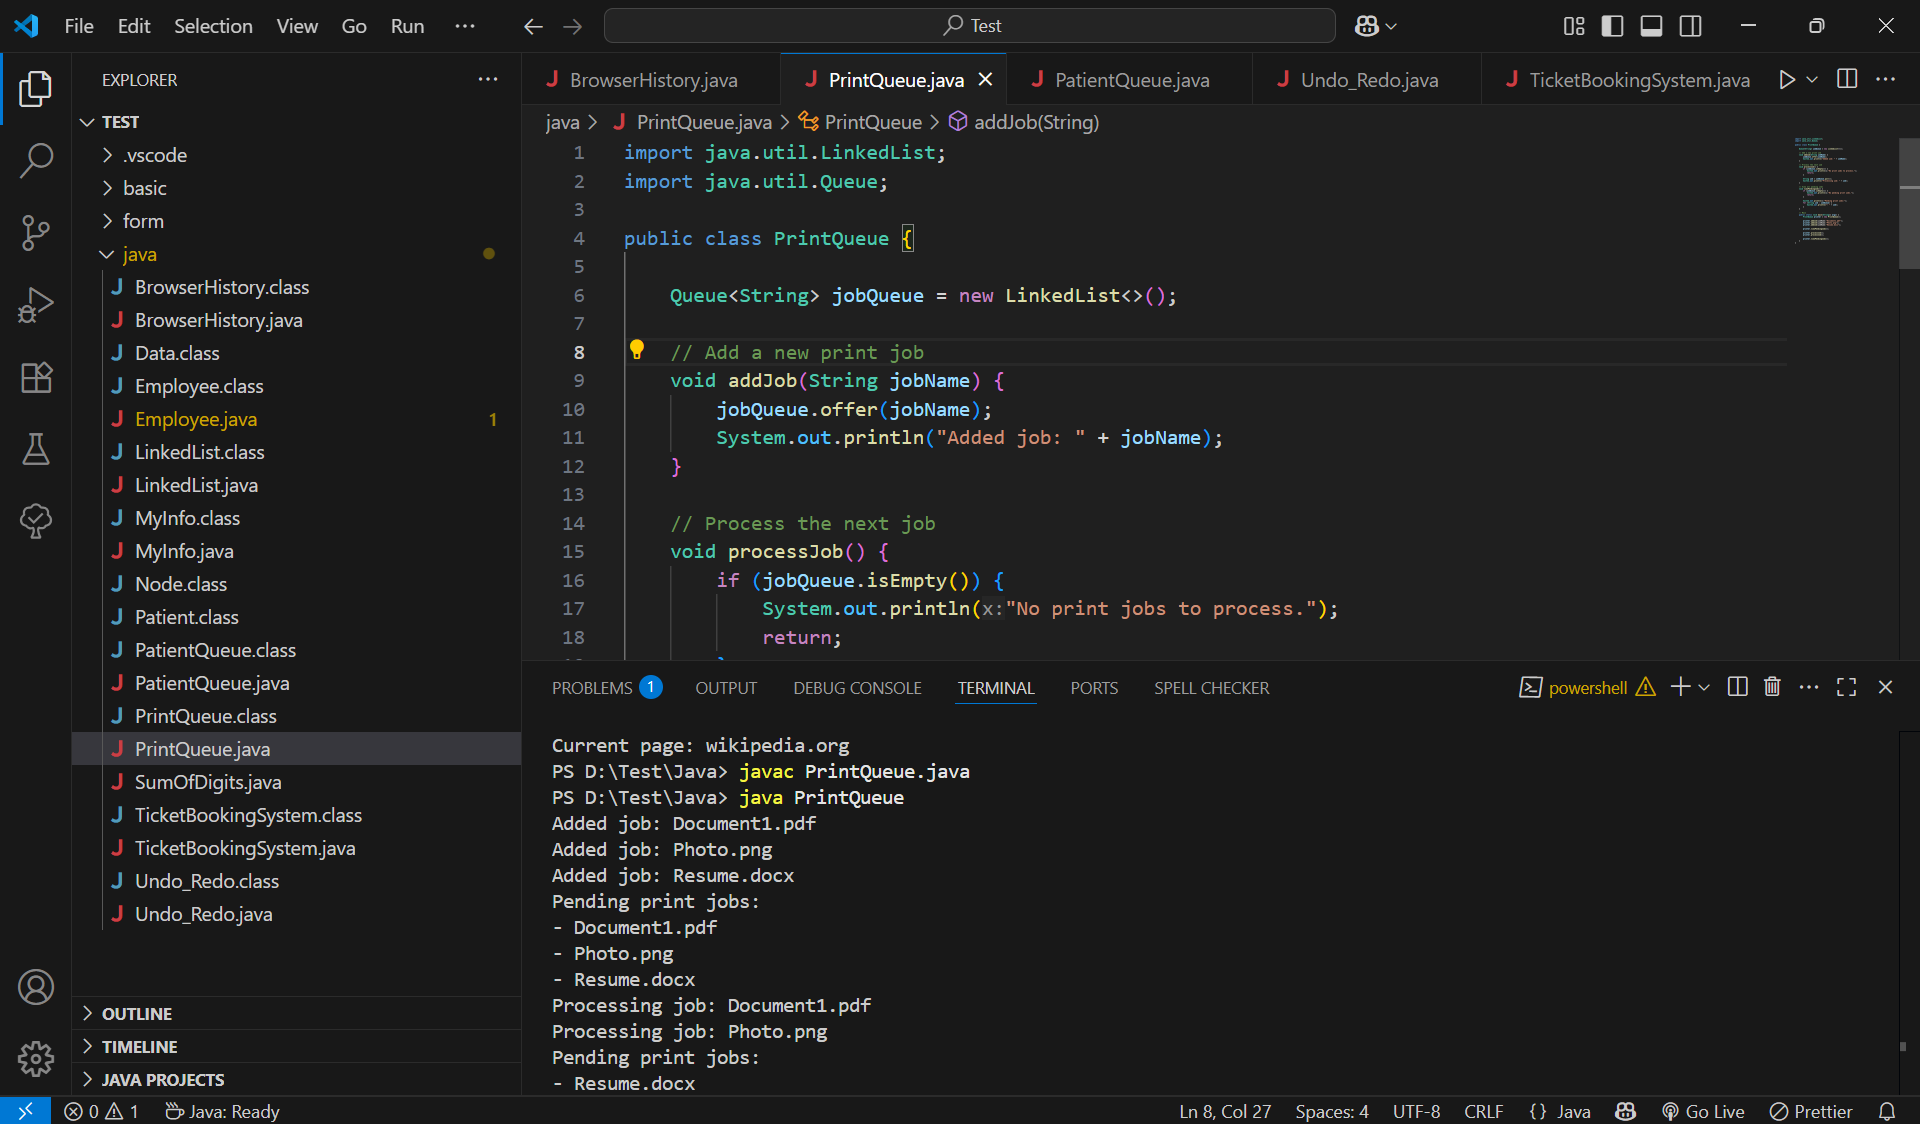 File Edit Selection View Go Run ···
Test
EXPLORER ···
TEST
.vscode
basic
form
java
BrowserHistory.class
BrowserHistory.java
Data.class
Employee.class
Employee.java 1
LinkedList.class
LinkedList.java
MyInfo.class
MyInfo.java
Node.class
Patient.class
PatientQueue.class
PatientQueue.java
PrintQueue.class
PrintQueue.java
SumOfDigits.java
TicketBookingSystem.class
TicketBookingSystem.java
Undo_Redo.class
Undo_Redo.java
OUTLINE
TIMELINE
JAVA PROJECTS
BrowserHistory.java PrintQueue.java PatientQueue.java Undo_Redo.java TicketBookingSystem.java
java > PrintQueue.java > PrintQueue > addJob(String)
1 import java.util.LinkedList;
2 import java.util.Queue;
3
4 public class PrintQueue {
5
6 Queue<String> jobQueue = new LinkedList<>();
7
8 // Add a new print job
9 void addJob(String jobName) {
10 jobQueue.offer(jobName);
11 System.out.println("Added job: " + jobName);
12 }
13
14 // Process the next job
15 void processJob() {
16 if (jobQueue.isEmpty()) {
17 System.out.println(x:"No print jobs to process.");
18 return;
PROBLEMS 1 OUTPUT DEBUG CONSOLE TERMINAL PORTS SPELL CHECKER
powershell
Current page: wikipedia.org
PS D:\Test\Java> javac PrintQueue.java
PS D:\Test\Java> java PrintQueue
Added job: Document1.pdf
Added job: Photo.png
Added job: Resume.docx
Pending print jobs:
- Document1.pdf
- Photo.png
- Resume.docx
Processing job: Document1.pdf
Processing job: Photo.png
Pending print jobs:
- Resume.docx
0 1 Java: Ready
Ln 8, Col 27 Spaces: 4 UTF-8 CRLF {} Java Go Live Prettier